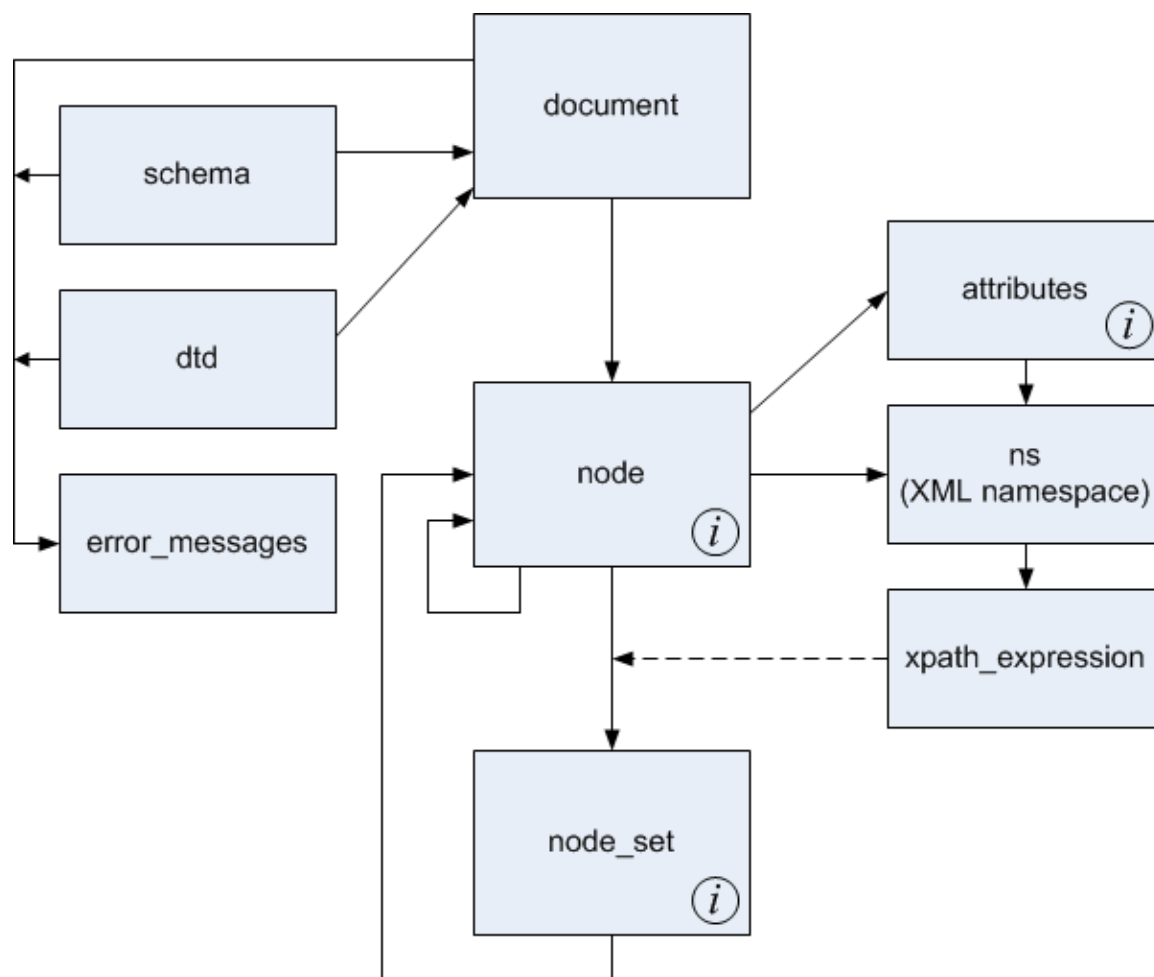 document
schema
attributes
i
dtd
node
i
ns
(XML namespace)
error_messages
xpath_expression
node_set
i